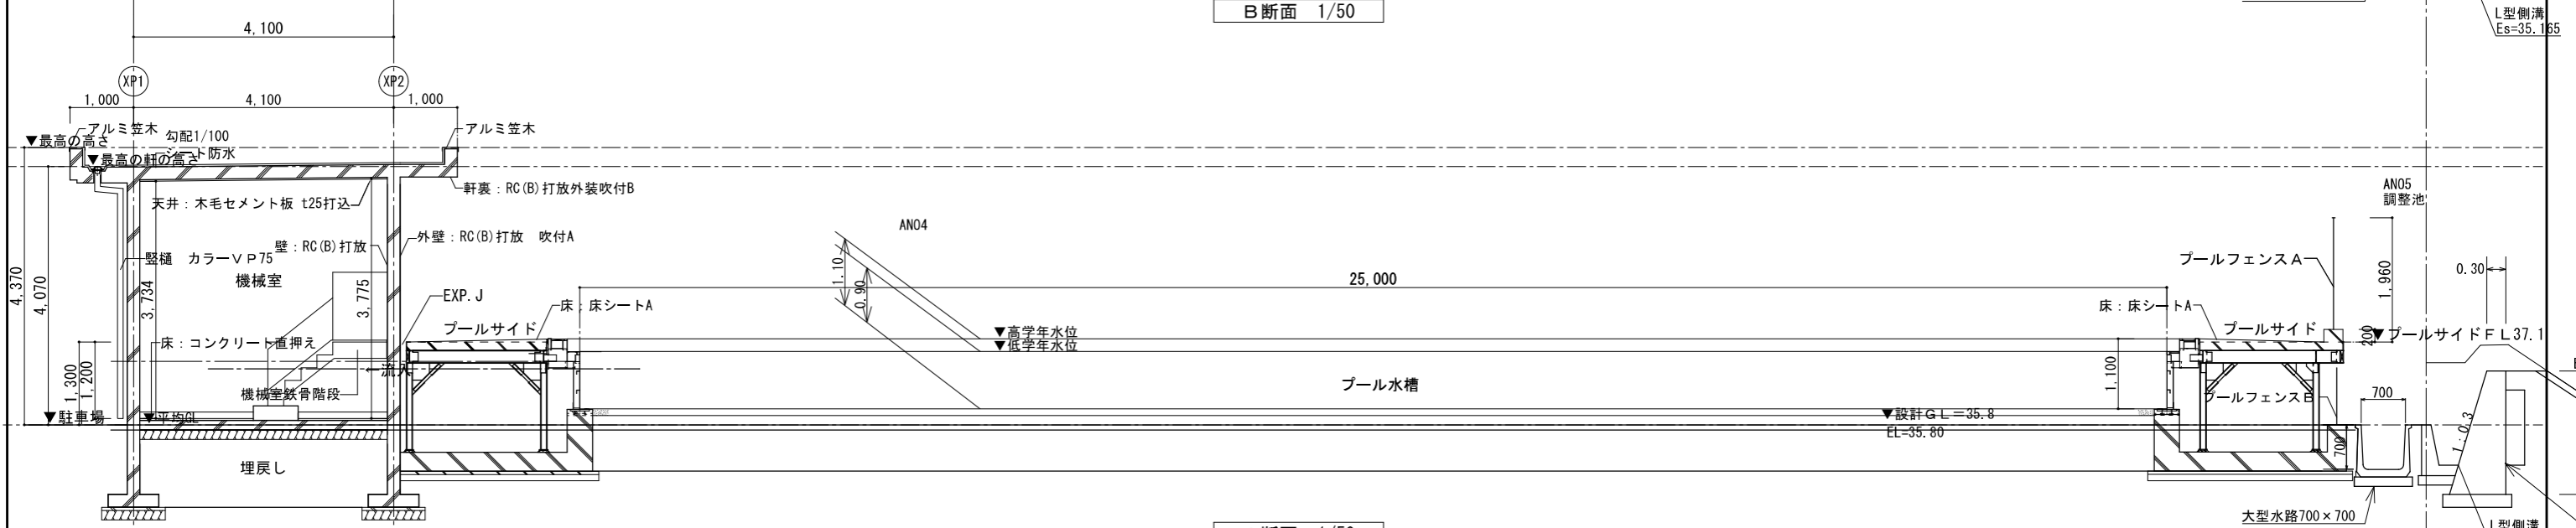 B断面 1/50
L型側溝
Es=35.165
4,100
XP1
XP2
1,000
4,100
1,000
アルミ笠木
アルミ笠木
▼最高の高さ
勾配1/100
シート防水
▼最高の軒の高さ
軒裏:RC(B)打放外装吹付B
天井:木毛セメント板 t25打込
AN05
調整池
AN04
壁:RC(B)打放
外壁:RC(B)打放 吹付A
竪樋 カラーVP75
機械室
プールフェンスA
4,370
4,070
3,734
3,775
1.10
0.90
25,000
1,960
0.30
EXP.J
床:床シートA
床:床シートA
プールサイド
プールサイド
▼高学年水位
▼低学年水位
200
▼プールサイドFL37.1
床:コンクリート直押え
1,300
1,200
流入
機械室鉄骨階段
プール水槽
1,100
プールフェンスB
700
▼駐車場
▼平均GL
▼設計GL=35.8
EL=35.80
700
1:0.3
埋戻し
大型水路700×700
L型側溝